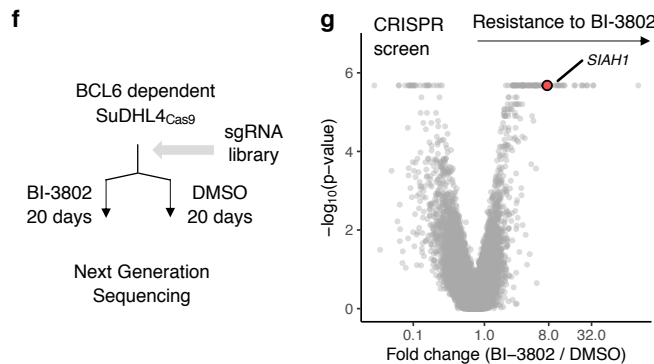 f
BCL6 dependent
SuDHL4Cas9
sgRNA
library
BI-3802
20 days
DMSO
20 days
Next Generation
Sequencing
g
CRISPR
screen
Resistance to BI-3802
SIAH1
6
4
2
0
−log10(p−value)
0.1
1.0
8.0
32.0
Fold change (BI−3802 / DMSO)